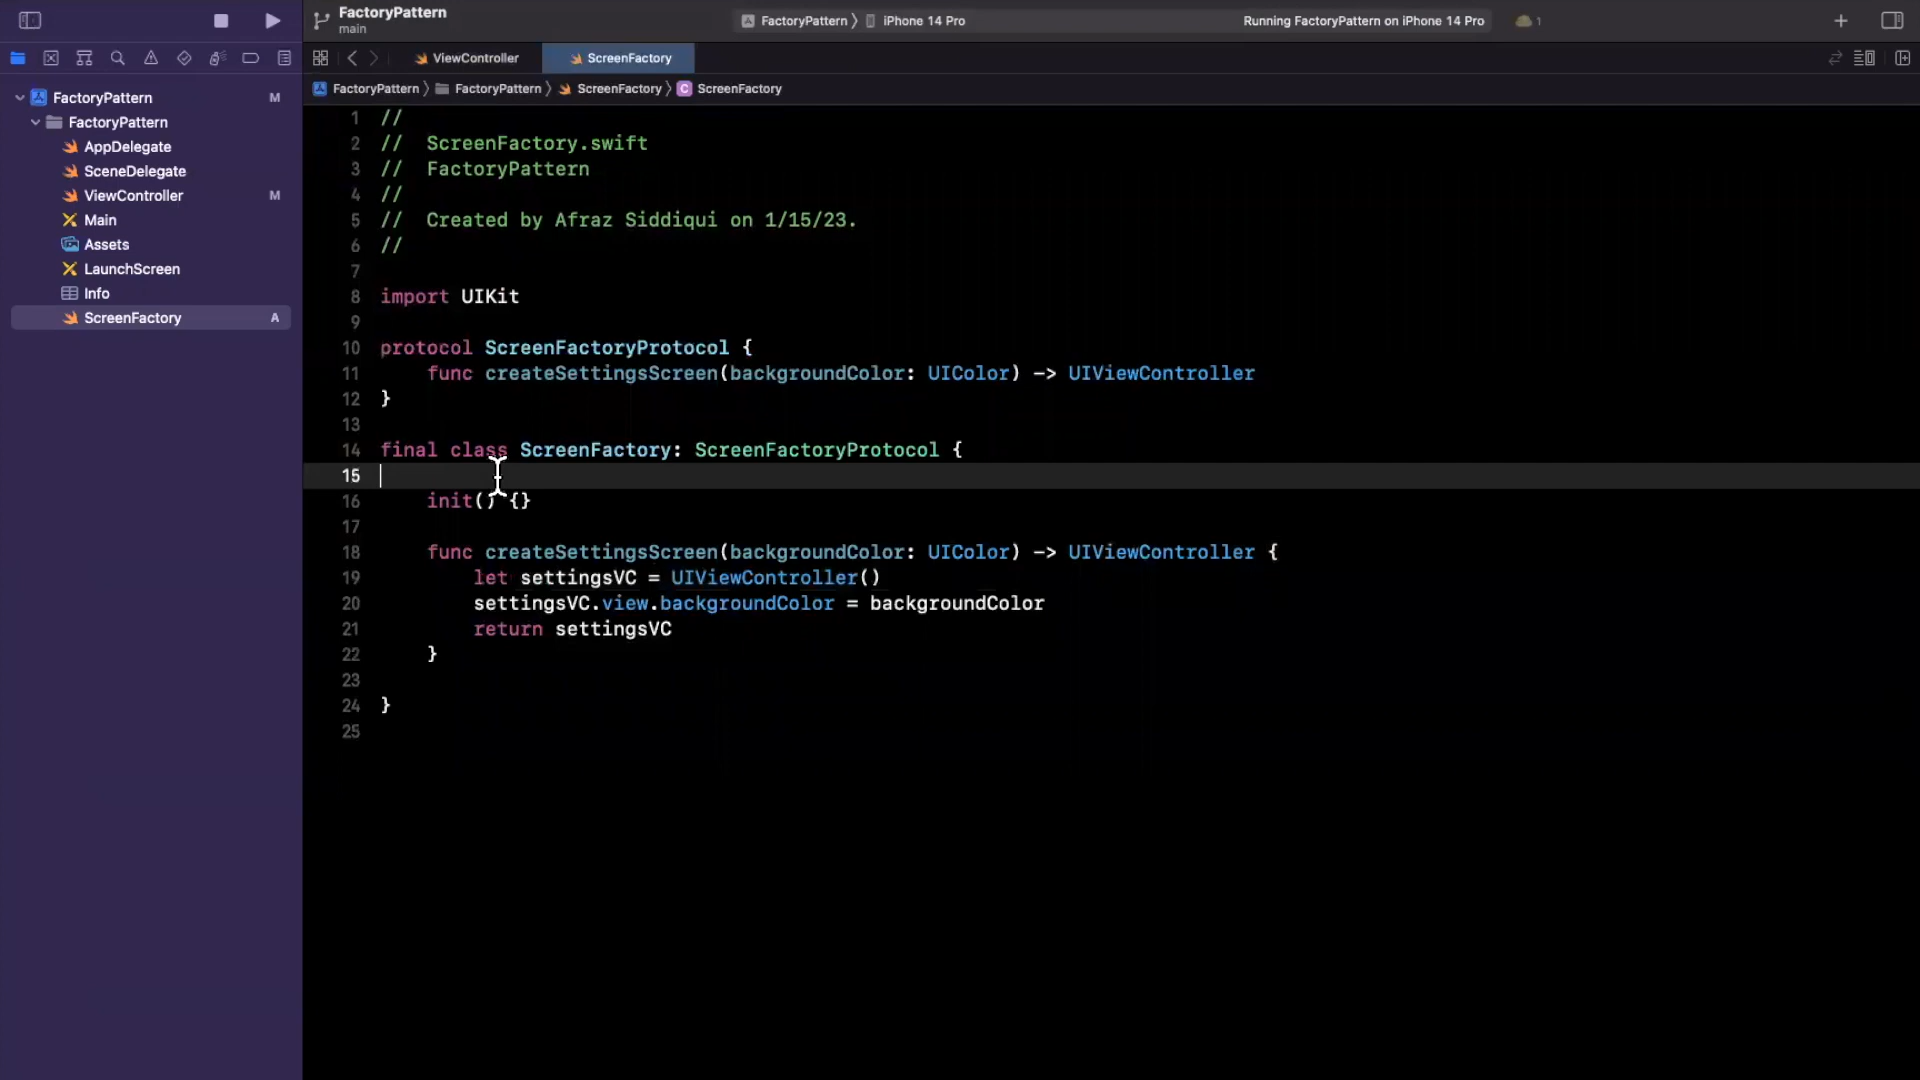 FactoryPattern
main
FactoryPattern
iPhone 14 Pro
Running FactoryPattern on iPhone 14 Pro
1
ViewController
ScreenFactory
FactoryPattern
FactoryPattern
ScreenFactory
C
ScreenFactory
FactoryPattern
M
FactoryPattern
AppDelegate
SceneDelegate
ViewController
M
Main
Assets
LaunchScreen
Info
ScreenFactory
A
1 //
2 //  ScreenFactory.swift
3 //  FactoryPattern
4 //
5 //  Created by Afraz Siddiqui on 1/15/23.
6 //
7
8 import UIKit
9
10 protocol ScreenFactoryProtocol {
11     func createSettingsScreen(backgroundColor: UIColor) -> UIViewController
12 }
13
14 final class ScreenFactory: ScreenFactoryProtocol {
15
16     init() {}
17
18     func createSettingsScreen(backgroundColor: UIColor) -> UIViewController {
19         let settingsVC = UIViewController()
20         settingsVC.view.backgroundColor = backgroundColor
21         return settingsVC
22     }
23
24 }
25